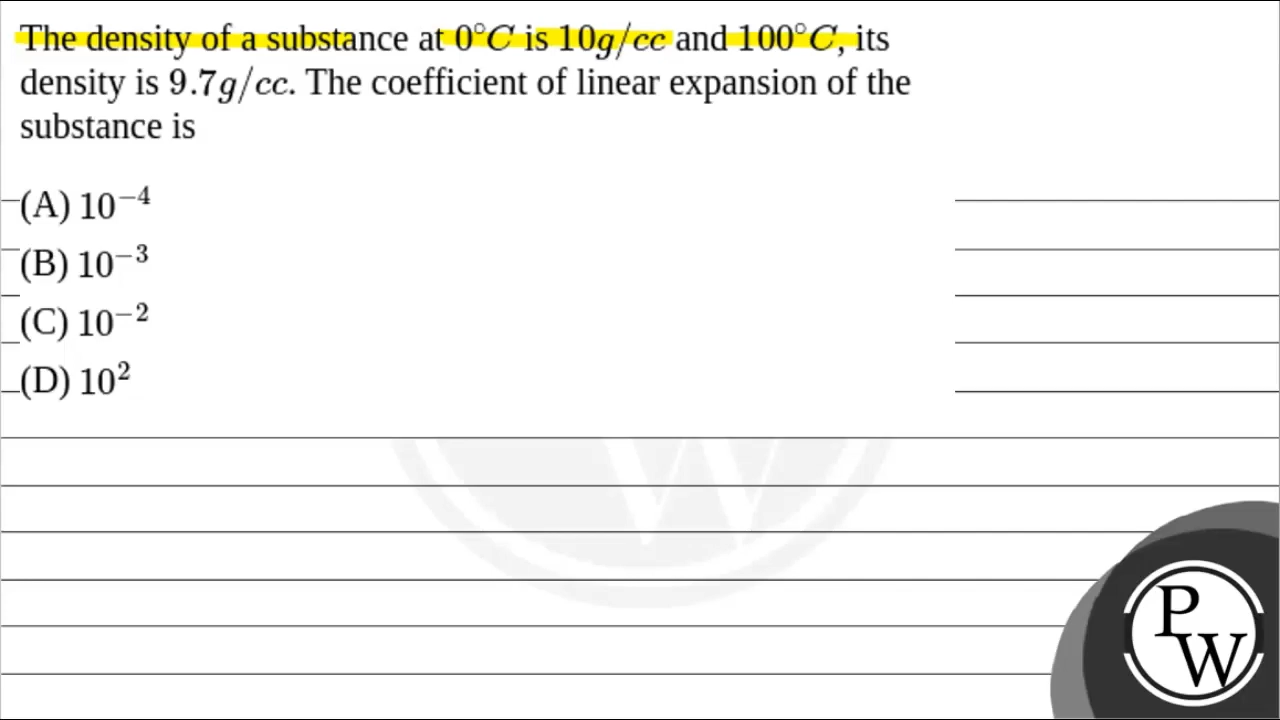 The density of a substance at 0°C is 10g/cc and 100°C, its
density is 9.7g/cc. The coefficient of linear expansion of the
substance is
(A) 10⁻⁴
(B) 10⁻³
(C) 10⁻²
(D) 10²
W
P
W